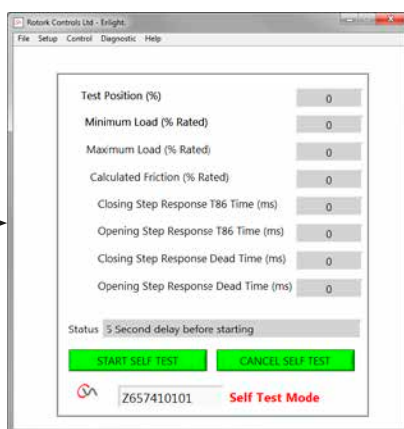 Rotork Controls Ltd - Enlight.
File Setup Control Diagnostic Help
Test Position (%) 0
Minimum Load (% Rated) 0
Maximum Load (% Rated) 0
Calculated Friction (% Rated) 0
Closing Step Response T86 Time (ms) 0
Opening Step Response T86 Time (ms) 0
Closing Step Response Dead Time (ms) 0
Opening Step Response Dead Time (ms) 0
Status 5 Second delay before starting
START SELF TEST CANCEL SELF TEST
Z657410101 Self Test Mode